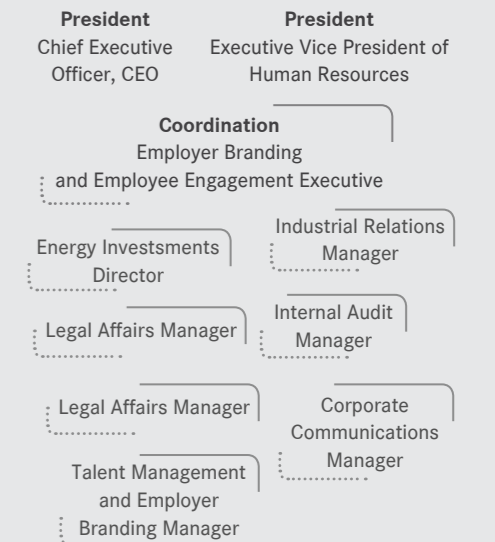 President
Chief Executive
Officer, CEO
President
Executive Vice President of
Human Resources
Coordination
Employer Branding
and Employee Engagement Executive
Energy Investsments
Director
Industrial Relations
Manager
Legal Affairs Manager
Internal Audit
Manager
Legal Affairs Manager
Corporate
Communications
Manager
Talent Management
and Employer
Branding Manager